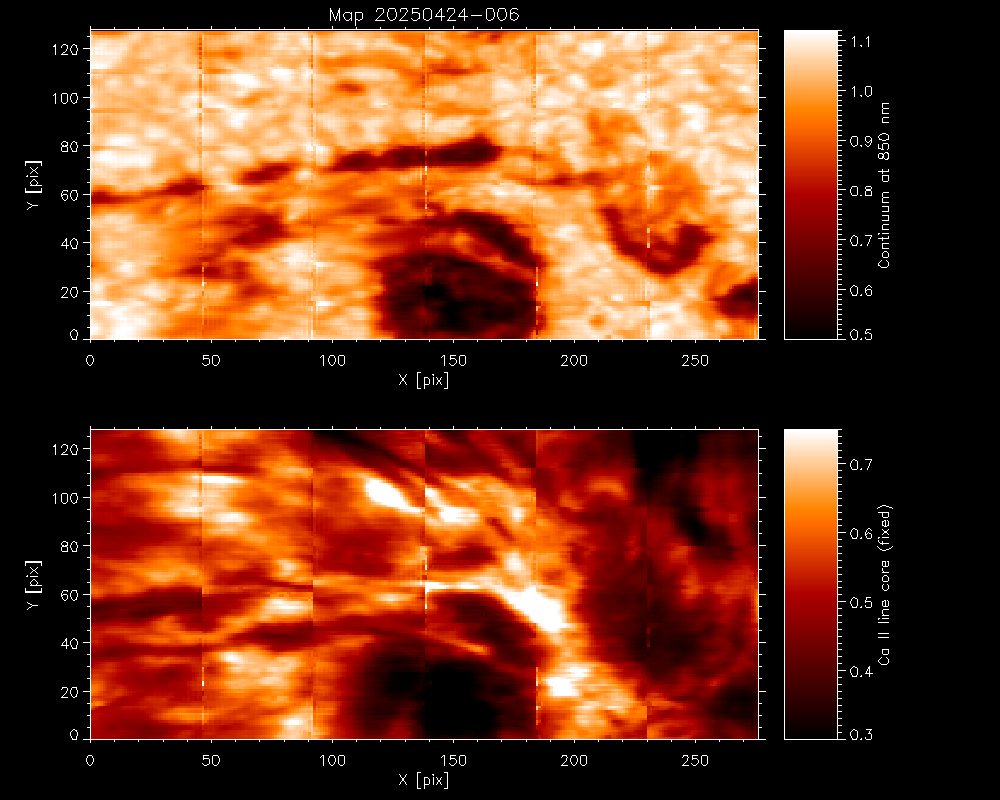 Map 20250424-006
120
100
80
60
40
20
0
Y [pix]
0 50 100 150 200 250
X [pix]
1.1
1.0
0.9
0.8
0.7
0.6
0.5
Continuum at 850 nm
120
100
80
60
40
20
0
Y [pix]
0 50 100 150 200 250
X [pix]
0.7
0.6
0.5
0.4
0.3
Ca II line core (fixed)